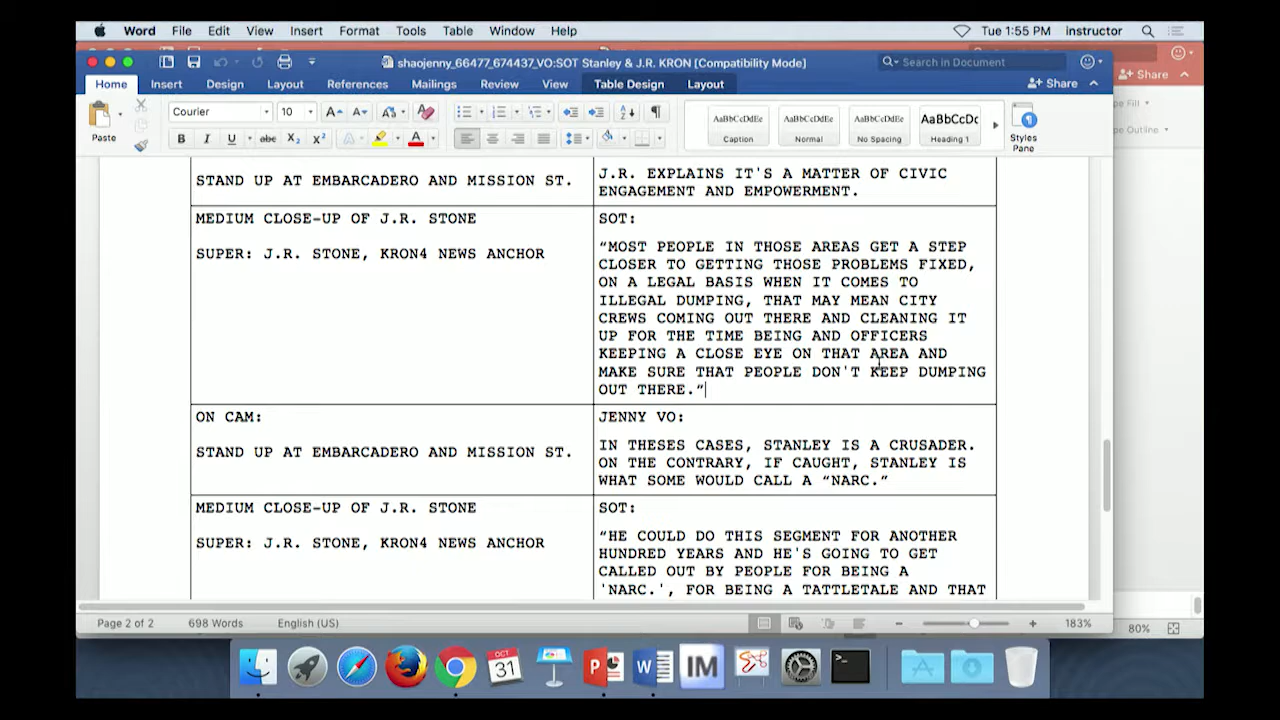 Word File Edit View Insert Format Tools Table Window Help Tue 1:55 PM instructor
shaojenny_66477_674437_VO:SOT Stanley & J.R. KRON [Compatibility Mode] Search in Document
Home Insert Design Layout References Mailings Review View Table Design Layout Share
Share
Courier 10
Paste
AaBbCcDdEe AaBbCcDdEe AaBbCcDdEe AaBbCcDc
Caption Normal No Spacing Heading 1 Styles Pane
STAND UP AT EMBARCADERO AND MISSION ST.
J.R. EXPLAINS IT'S A MATTER OF CIVIC
ENGAGEMENT AND EMPOWERMENT.
MEDIUM CLOSE-UP OF J.R. STONE
SUPER: J.R. STONE, KRON4 NEWS ANCHOR
SOT:
“MOST PEOPLE IN THOSE AREAS GET A STEP
CLOSER TO GETTING THOSE PROBLEMS FIXED,
ON A LEGAL BASIS WHEN IT COMES TO
ILLEGAL DUMPING, THAT MAY MEAN CITY
CREWS COMING OUT THERE AND CLEANING IT
UP FOR THE TIME BEING AND OFFICERS
KEEPING A CLOSE EYE ON THAT AREA AND
MAKE SURE THAT PEOPLE DON'T KEEP DUMPING
OUT THERE.”
ON CAM:
STAND UP AT EMBARCADERO AND MISSION ST.
JENNY VO:
IN THESES CASES, STANLEY IS A CRUSADER.
ON THE CONTRARY, IF CAUGHT, STANLEY IS
WHAT SOME WOULD CALL A “NARC.”
MEDIUM CLOSE-UP OF J.R. STONE
SUPER: J.R. STONE, KRON4 NEWS ANCHOR
SOT:
“HE COULD DO THIS SEGMENT FOR ANOTHER
HUNDRED YEARS AND HE'S GOING TO GET
CALLED OUT BY PEOPLE FOR BEING A
'NARC.', FOR BEING A TATTLETALE AND THAT
Page 2 of 2 698 Words English (US) 183%
80%
OCT
31
IM